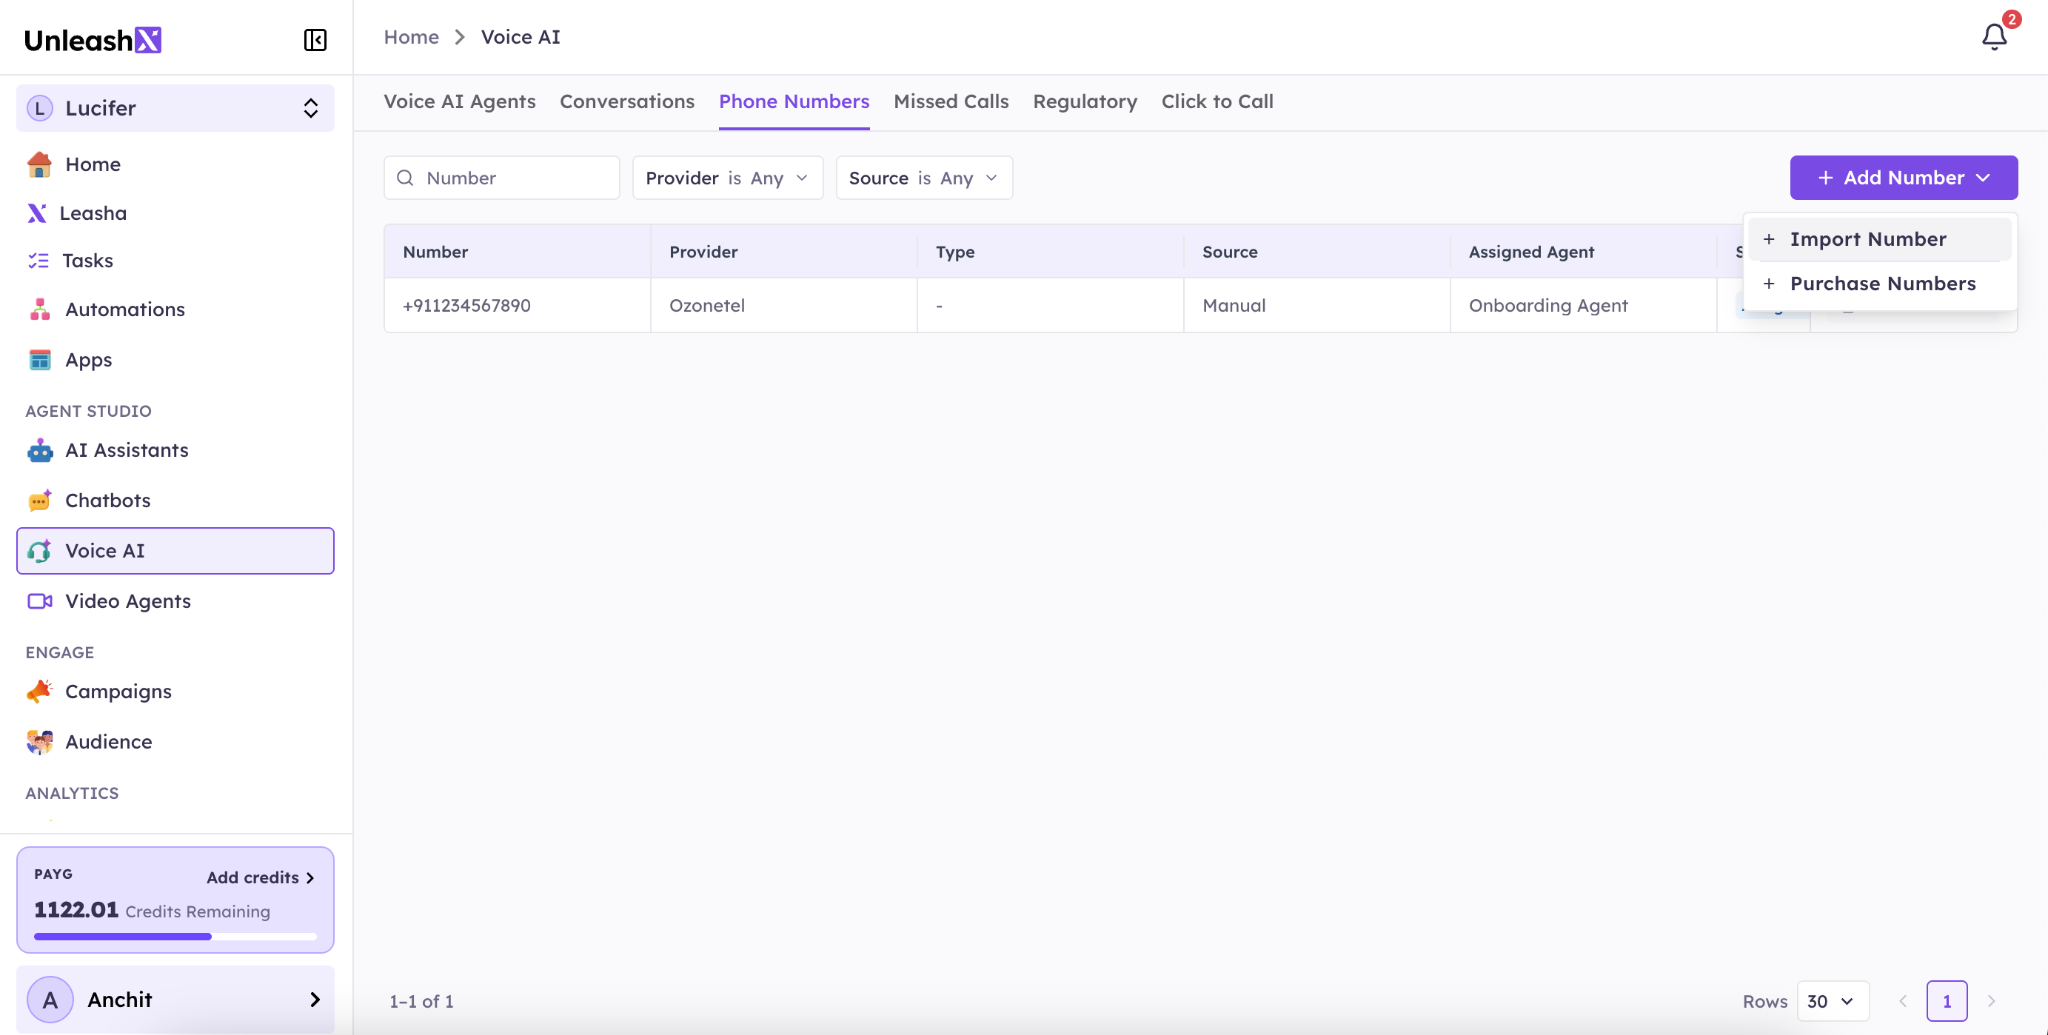 UnleashX
Home > Voice AI
2
L Lucifer
Home
Leasha
Tasks
Automations
Apps
AGENT STUDIO
AI Assistants
Chatbots
Voice AI
Video Agents
ENGAGE
Campaigns
Audience
ANALYTICS
PAYG
Add credits >
1122.01 Credits Remaining
A Anchit
Voice AI Agents Conversations Phone Numbers Missed Calls Regulatory Click to Call
Number Provider is Any Source is Any + Add Number
+ Import Number
+ Purchase Numbers
Number Provider Type Source Assigned Agent
+911234567890 Ozonetel - Manual Onboarding Agent
1–1 of 1 Rows 30 < 1 >